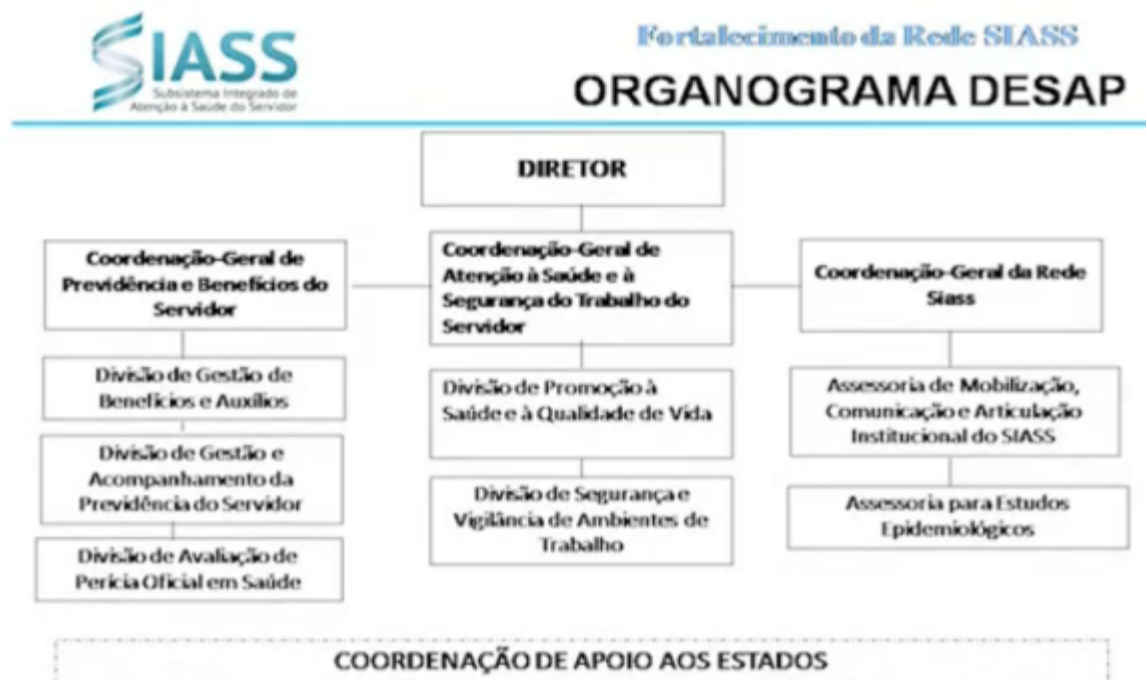 SIASS
Subsistema Integrado de
Atenção à Saúde do Servidor
Fortalecimento da Rede SIASS
ORGANOGRAMA DESAP
DIRETOR
Coordenação-Geral de
Previdência e Benefícios do
Servidor
Coordenação-Geral de
Atenção à Saúde e à
Segurança do Trabalho do
Servidor
Coordenação-Geral da Rede
Siass
Divisão de Gestão de
Benefícios e Auxílios
Divisão de Gestão e
Acompanhamento da
Previdência do Servidor
Divisão de Avaliação de
Perícia Oficial em Saúde
Divisão de Promoção à
Saúde e à Qualidade de Vida
Divisão de Segurança e
Vigilância de Ambientes de
Trabalho
Assessoria de Mobilização,
Comunicação e Articulação
Institucional do SIASS
Assessoria para Estudos
Epidemiológicos
COORDENAÇÃO DE APOIO AOS ESTADOS